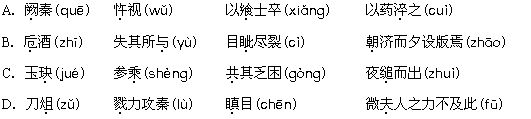 A. 阙秦(quē) 忤视(wǔ) 以飨士卒(xiǎng) 以药淬之(cuì)
B. 卮酒(zhī) 失其所与(yù) 目眦尽裂(cì) 朝济而夕设版焉(zhāo)
C. 玉玦(jué) 参乘(shèng) 共其乏困(gòng) 夜缒而出(zhuì)
D. 刀俎(zǔ) 戮力攻秦(lù) 瞋目(chēn) 微夫人之力不及此(fū)